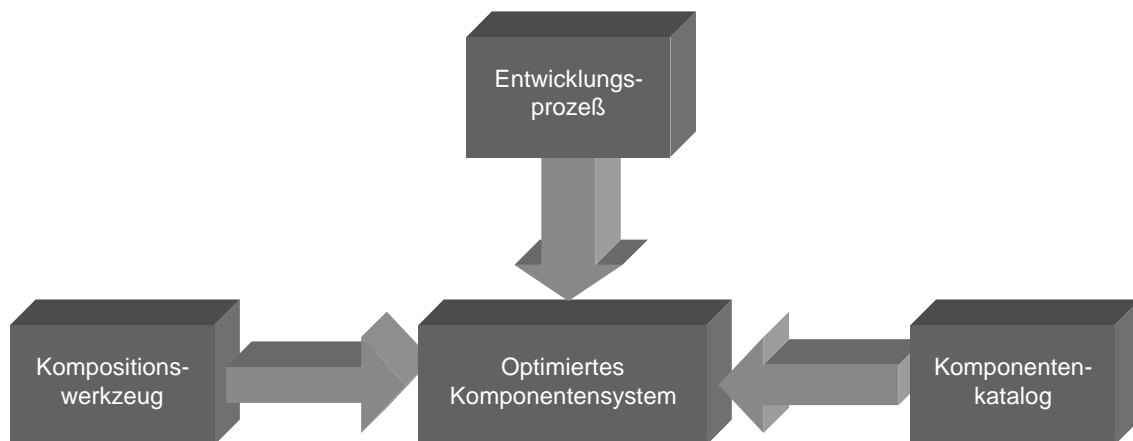 Entwicklungs-
prozeß
Kompositions-
werkzeug
Optimiertes
Komponentensystem
Komponenten-
katalog